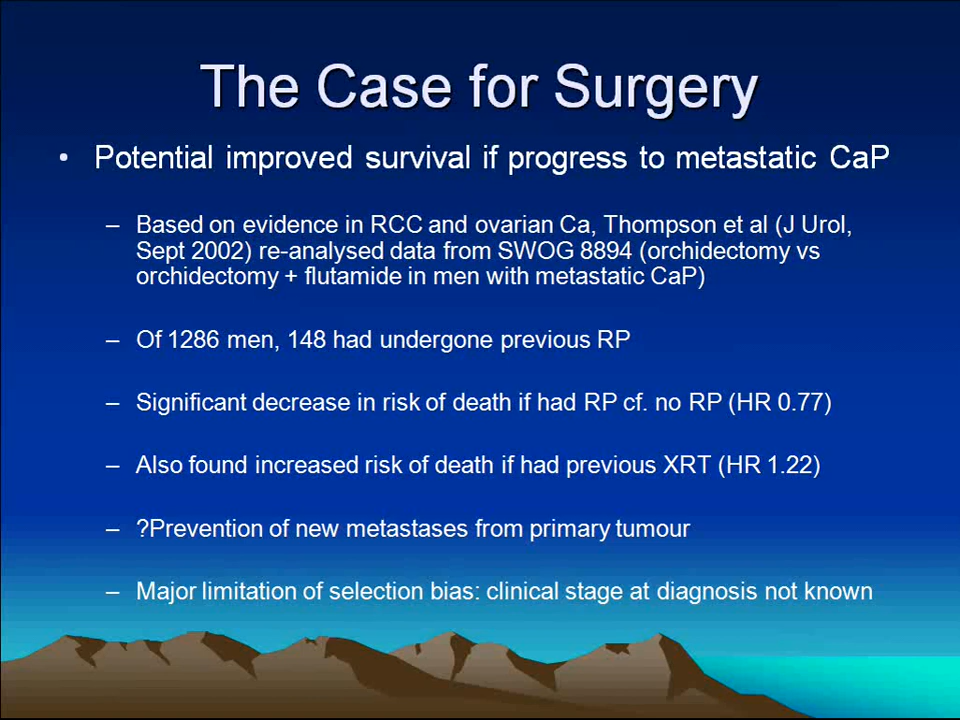 The Case for Surgery
• Potential improved survival if progress to metastatic CaP
– Based on evidence in RCC and ovarian Ca, Thompson et al (J Urol,
Sept 2002) re-analysed data from SWOG 8894 (orchidectomy vs
orchidectomy + flutamide in men with metastatic CaP)
– Of 1286 men, 148 had undergone previous RP
– Significant decrease in risk of death if had RP cf. no RP (HR 0.77)
– Also found increased risk of death if had previous XRT (HR 1.22)
– ?Prevention of new metastases from primary tumour
– Major limitation of selection bias: clinical stage at diagnosis not known